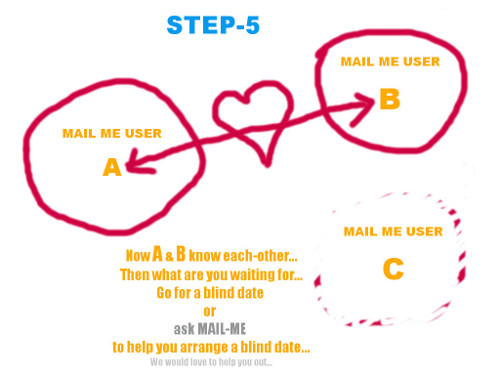 STEP-5
MAIL ME USER
B
MAIL ME USER
A
MAIL ME USER
C
Now A & B know each-other...
Then what are you waiting for...
Go for a blind date
or
ask MAIL-ME
to help you arrange a blind date...
We would love to help you out...